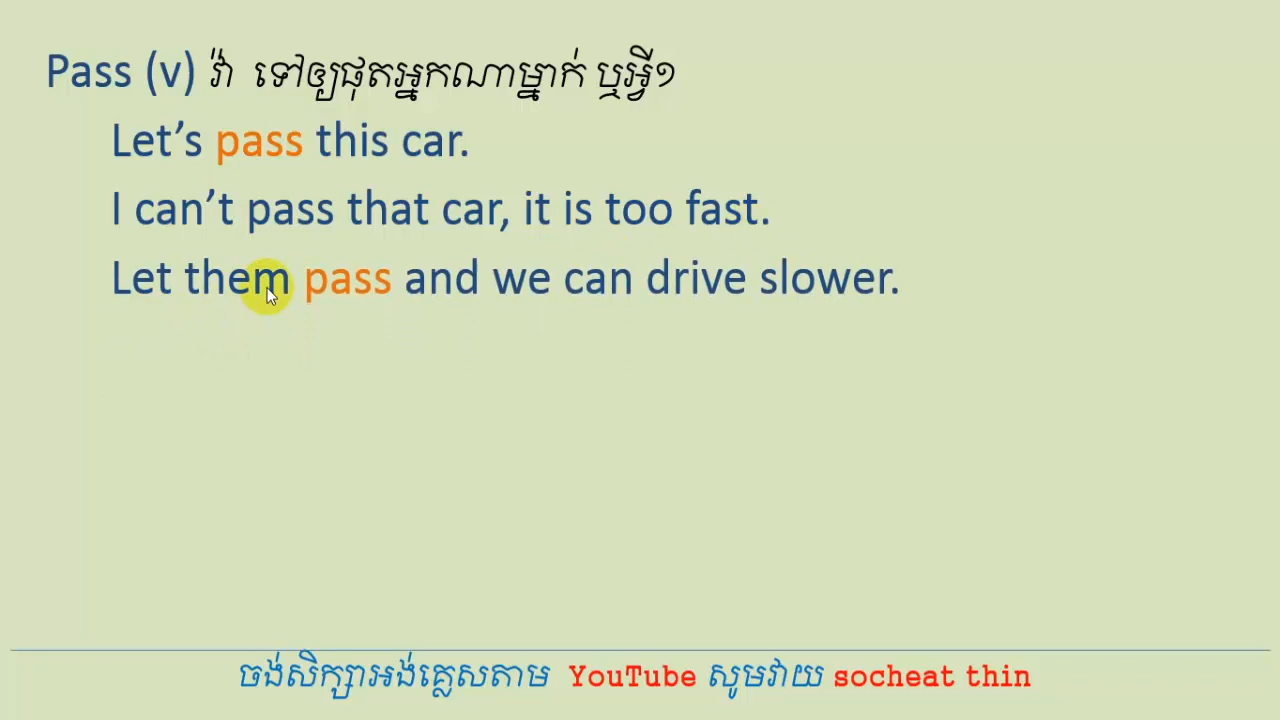 Pass (v) វ៉ា ទៅឲ្យផុតអ្នកណាម្នាក់ ឬអ្វី១
Let’s pass this car.
I can’t pass that car, it is too fast.
Let them pass and we can drive slower.
ចង់សិក្សាអង់គ្លេសតាម YouTube សូមវាយ socheat thin